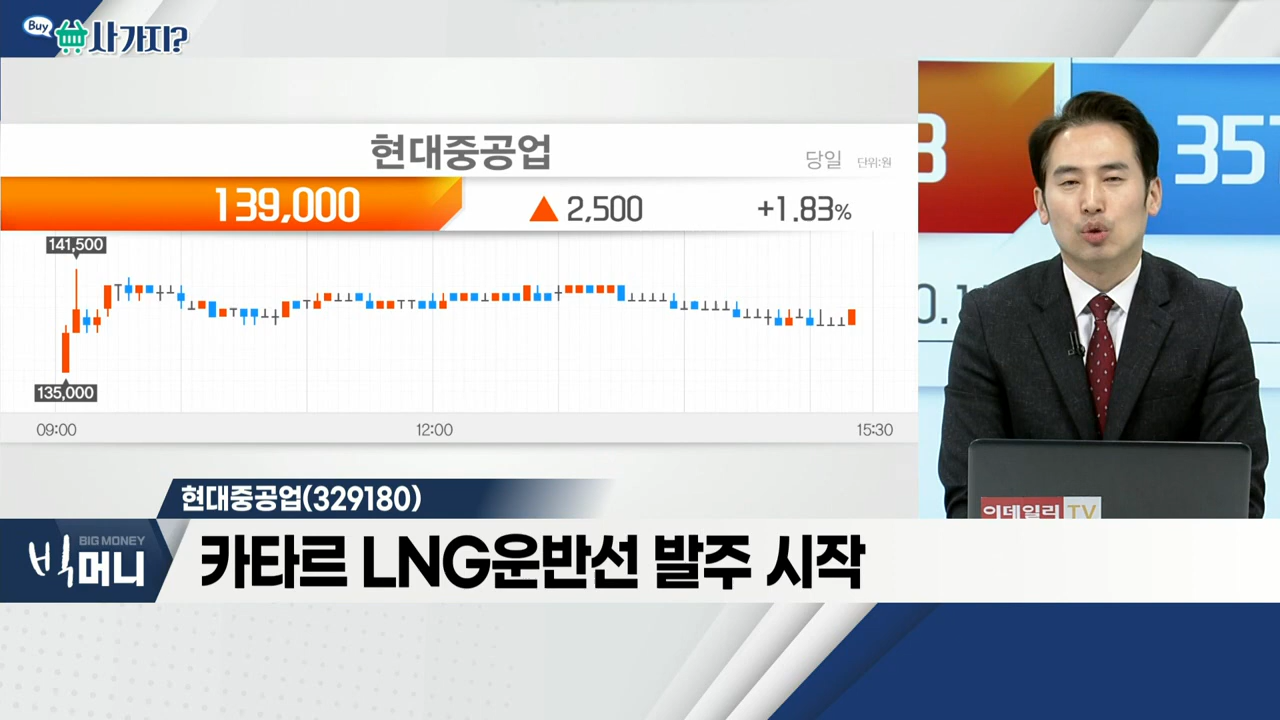 Buy 사가지?
현대중공업
당일 단위:원
139,000 ▲ 2,500 +1.83%
141,500
135,000
09:00 12:00 15:30
357
이데일리 TV
현대중공업(329180)
빅머니 BIG MONEY
카타르 LNG운반선 발주 시작